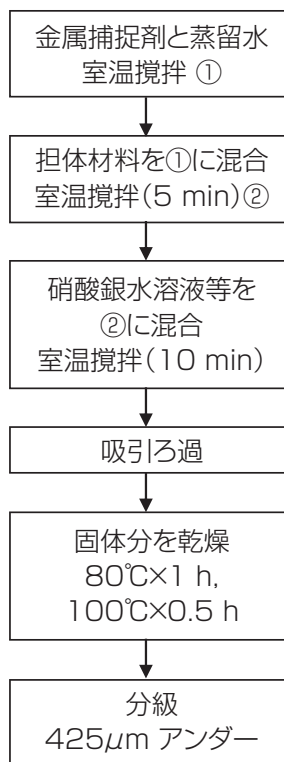 金属捕捉剤と蒸留水
室温撹拌 ①
担体材料を①に混合
室温撹拌(5 min)②
硝酸銀水溶液等を
②に混合
室温撹拌(10 min)
吸引ろ過
固体分を乾燥
80℃×1 h,
100℃×0.5 h
分級
425μm アンダー